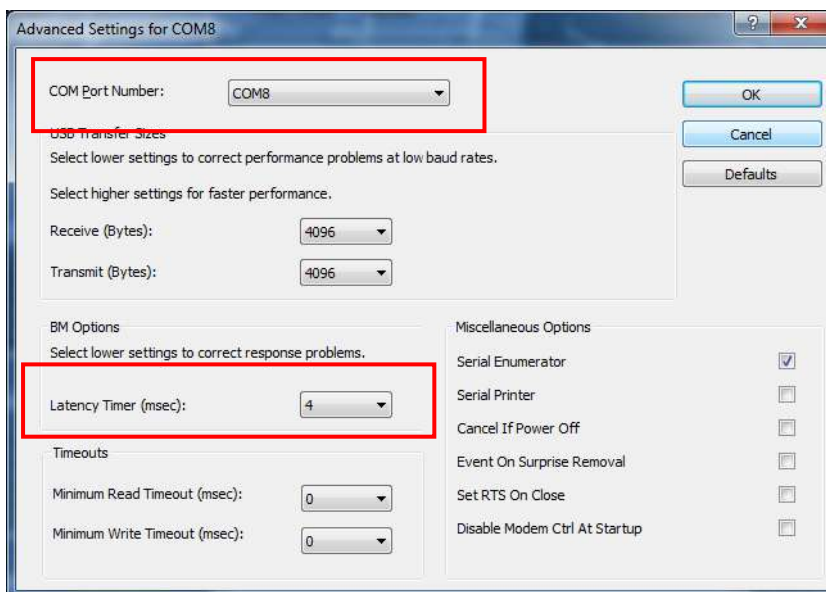 Advanced Settings for COM8
COM Port Number: COM8
OK
USB Transfer Sizes
Cancel
Select lower settings to correct performance problems at low baud rates.
Defaults
Select higher settings for faster performance.
Receive (Bytes): 4096
Transmit (Bytes): 4096
BM Options
Select lower settings to correct response problems.
Latency Timer (msec): 4
Timeouts
Minimum Read Timeout (msec): 0
Minimum Write Timeout (msec): 0
Miscellaneous Options
Serial Enumerator
Serial Printer
Cancel If Power Off
Event On Surprise Removal
Set RTS On Close
Disable Modem Ctrl At Startup